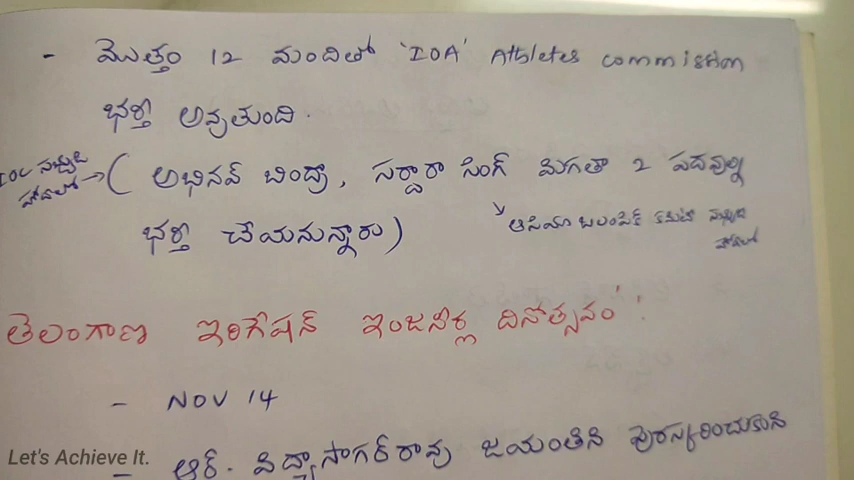 - మొత్తం 12 మందితో 'IOA' Athletes commission
భర్తీ అవుతుంది.
IOC సభ్యుడి హోదాలో → ( అభినవ్ బింద్రా, సర్దారా సింగ్ మిగతా 2 పదవుల్ని
భర్తీ చేయనున్నారు)
ఆసియా ఒలంపిక్ కమిటీ సభ్యుడి హోదాలో
తెలంగాణ ఇరిగేషన్ ఇంజనీర్ల దినోత్సవం :
- NOV 14
- ఆర్. విద్యాసాగర్ రావు జయంతిని పురస్కరించుకుని
Let's Achieve It.